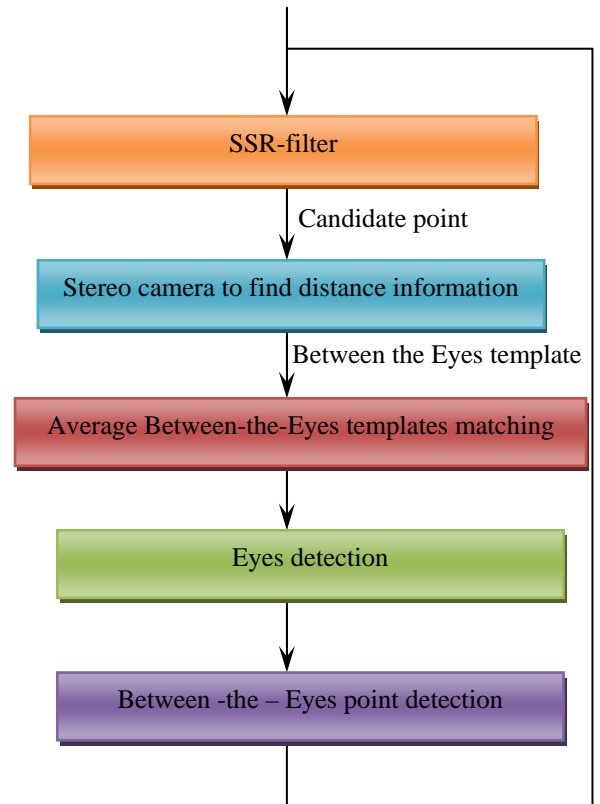 SSR-filter
Candidate point
Stereo camera to find distance information
Between the Eyes template
Average Between-the-Eyes templates matching
Eyes detection
Between -the – Eyes point detection